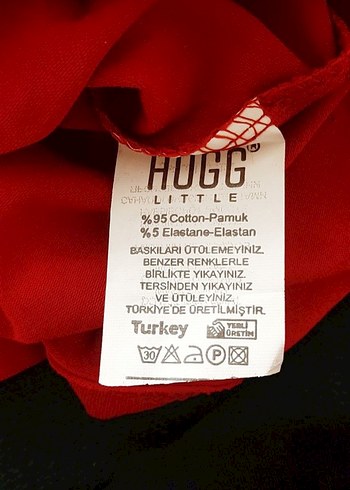 HUGG®
LITTLE
%95 Cotton-Pamuk
%5 Elastane-Elastan
BASKILARI ÜTÜLEMEYİNİZ.
BENZER RENKLERLE
BİRLİKTE YIKAYINIZ.
TERSİNDEN YIKAYINIZ
VE ÜTÜLEYİNİZ.
TÜRKİYE'DE ÜRETİLMİŞTİR.
Turkey YERLİ
ÜRETİM
30 P